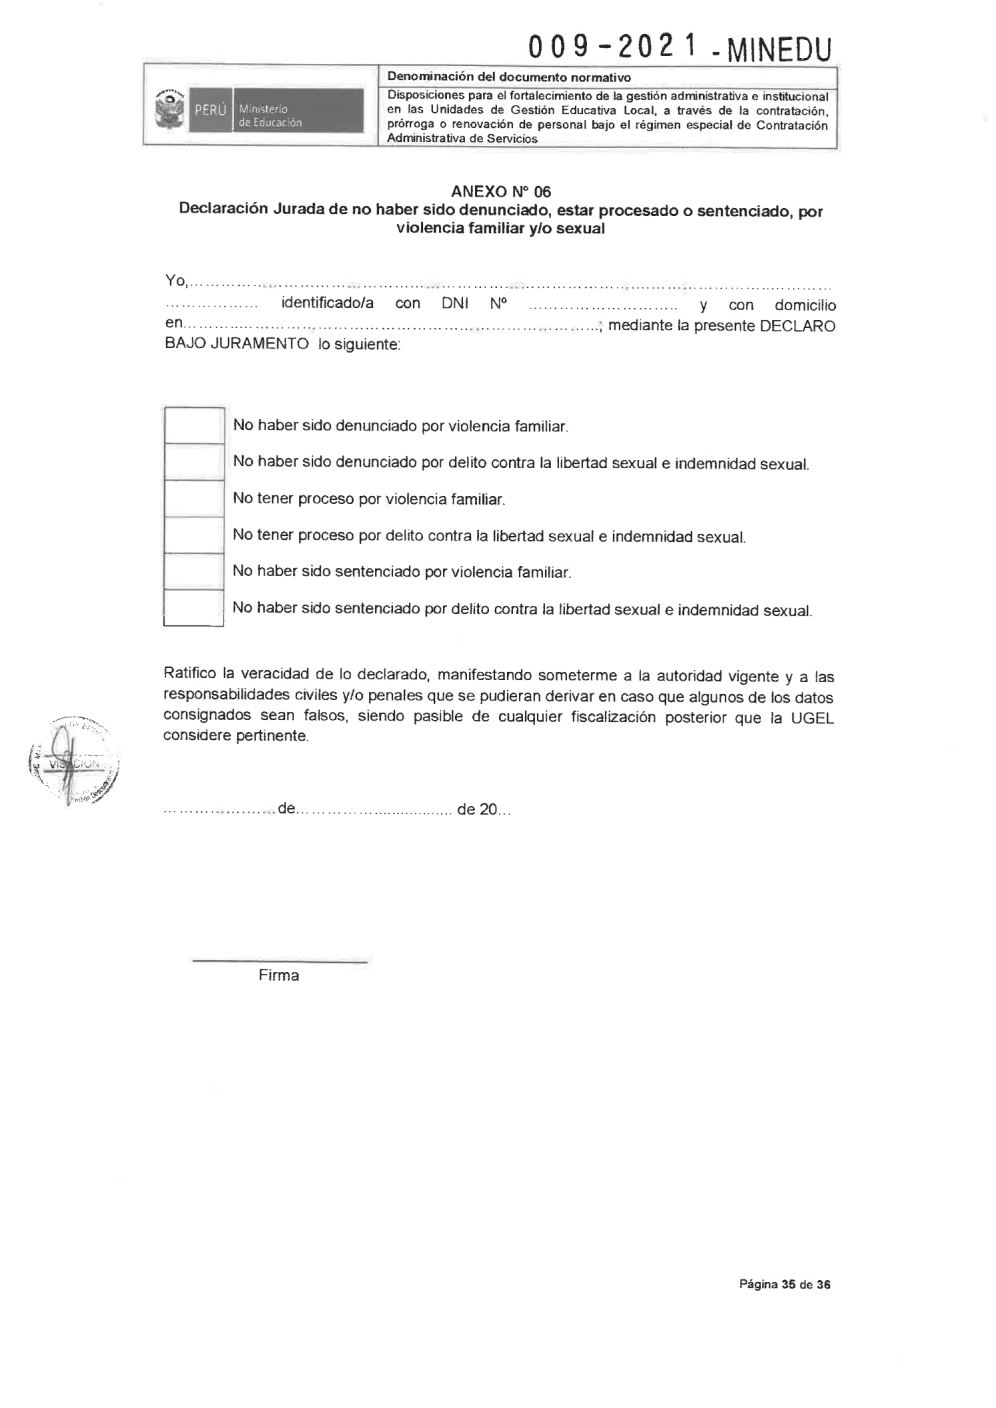 009-2021 - MINEDU
Denominación del documento normativo
PERÚ Ministerio
de Educación
Disposiciones para el fortalecimiento de la gestión administrativa e institucional
en las Unidades de Gestión Educativa Local, a través de la contratación,
prórroga o renovación de personal bajo el régimen especial de Contratación
Administrativa de Servicios
ANEXO Nº 06
Declaración Jurada de no haber sido denunciado, estar procesado o sentenciado, por
violencia familiar y/o sexual
Yo,......................................................................................................................
.................. identificado/a con DNI Nº ............................. y con domicilio
en................................................................................; mediante la presente DECLARO
BAJO JURAMENTO lo siguiente:
No haber sido denunciado por violencia familiar.
No haber sido denunciado por delito contra la libertad sexual e indemnidad sexual.
No tener proceso por violencia familiar.
No tener proceso por delito contra la libertad sexual e indemnidad sexual.
No haber sido sentenciado por violencia familiar.
No haber sido sentenciado por delito contra la libertad sexual e indemnidad sexual.
Ratifico la veracidad de lo declarado, manifestando someterme a la autoridad vigente y a las
responsabilidades civiles y/o penales que se pudieran derivar en caso que algunos de los datos
consignados sean falsos, siendo pasible de cualquier fiscalización posterior que la UGEL
considere pertinente.
VISACIÓN
......................de.............................. de 20...
Firma
Página 35 de 36